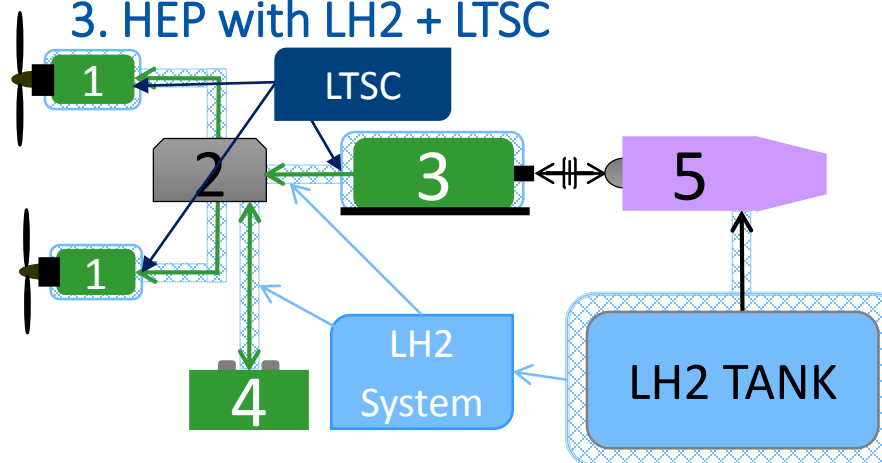 3. HEP with LH2 + LTSC
1
LTSC
2
3
5
1
LH2
System
4
LH2 TANK